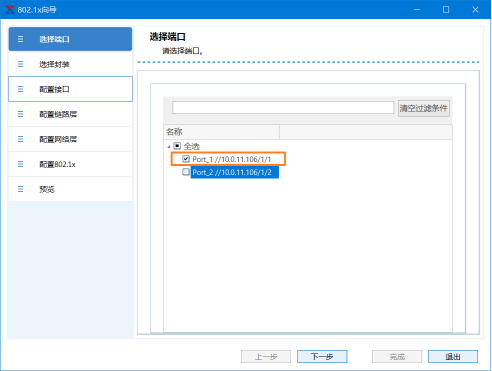 802.1x向导
选择端口
选择封装
配置接口
配置链路层
配置网络层
配置802.1x
预览
选择端口
请选择端口。
清空过滤条件
名称
全选
Port_1 //10.0.11.106/1/1
Port_2 //10.0.11.106/1/2
上一步
下一步
完成
退出